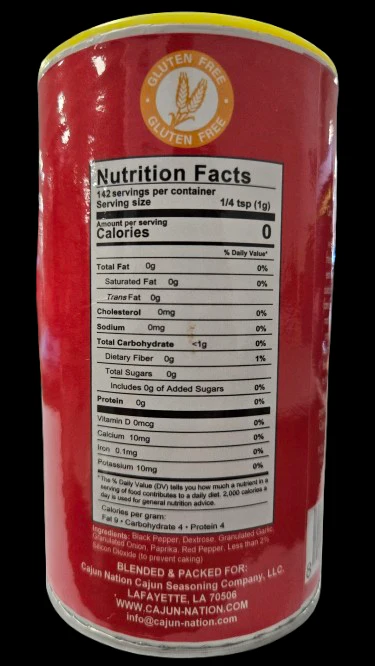 GLUTEN FREE
GLUTEN FREE
Nutrition Facts
142 servings per container
Serving size 1/4 tsp (1g)
Amount per serving
Calories 0
% Daily Value*
Total Fat 0g 0%
Saturated Fat 0g 0%
Trans Fat 0g
Cholesterol 0mg 0%
Sodium 0mg 0%
Total Carbohydrate <1g 0%
Dietary Fiber 0g 1%
Total Sugars 0g
Includes 0g of Added Sugars 0%
Protein 0g 0%
Vitamin D 0mcg 0%
Calcium 10mg 0%
Iron 0.1mg 0%
Potassium 10mg 0%
*The % Daily Value (DV) tells you how much a nutrient in a
serving of food contributes to a daily diet. 2,000 calories a
day is used for general nutrition advice.
Calories per gram:
Fat 9 • Carbohydrate 4 • Protein 4
Ingredients: Black Pepper, Dextrose, Granulated Garlic,
Granulated Onion, Paprika, Red Pepper, Less than 2%
Silicon Dioxide (to prevent caking)
BLENDED & PACKED FOR:
Cajun Nation Cajun Seasoning Company, LLC.
LAFAYETTE, LA 70506
WWW.CAJUN-NATION.COM
info@cajun-nation.com